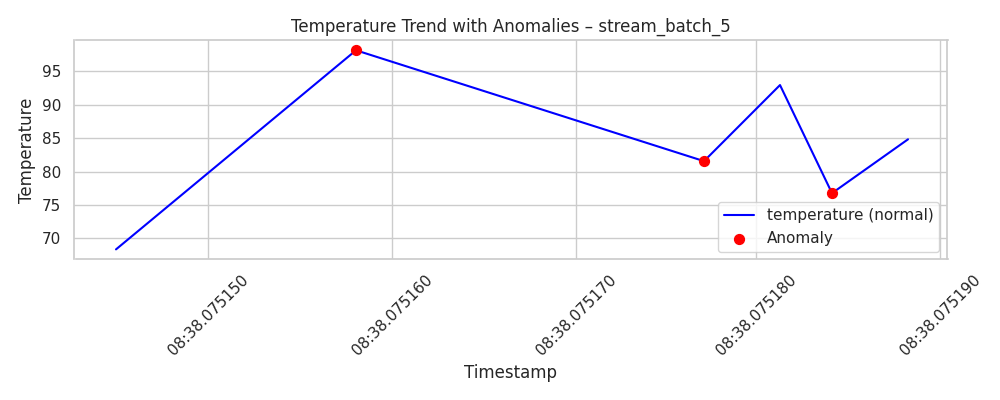 Temperature Trend with Anomalies – stream_batch_5
Temperature
95
90
85
80
75
70
temperature (normal)
Anomaly
08:38.075150
08:38.075160
08:38.075170
08:38.075180
08:38.075190
Timestamp